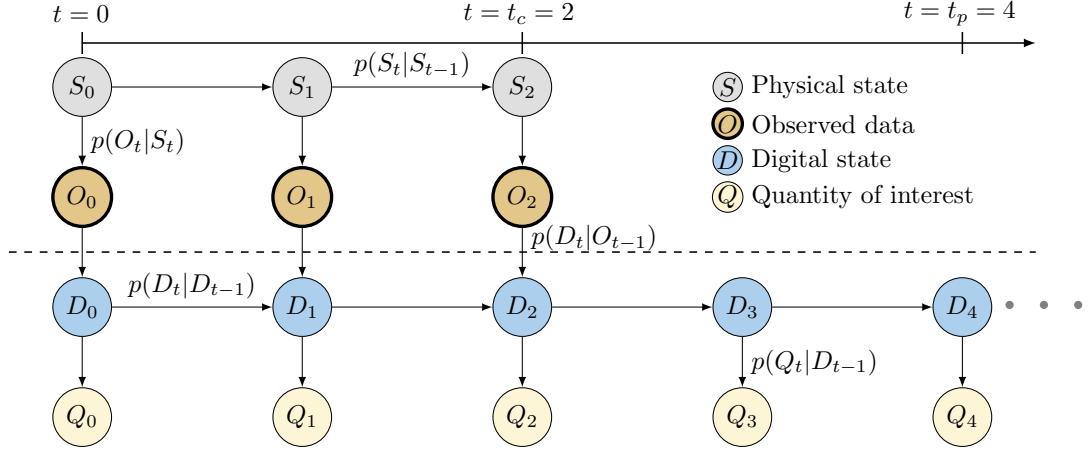 t = 0
t = t_c = 2
t = t_p = 4
p(S_t|S_{t−1})
S_0
S_1
S_2
S Physical state
p(O_t|S_t)
O Observed data
D Digital state
O_0
O_1
O_2
Q Quantity of interest
p(D_t|O_{t−1})
p(D_t|D_{t−1})
D_0
D_1
D_2
D_3
D_4
p(Q_t|D_{t−1})
Q_0
Q_1
Q_2
Q_3
Q_4